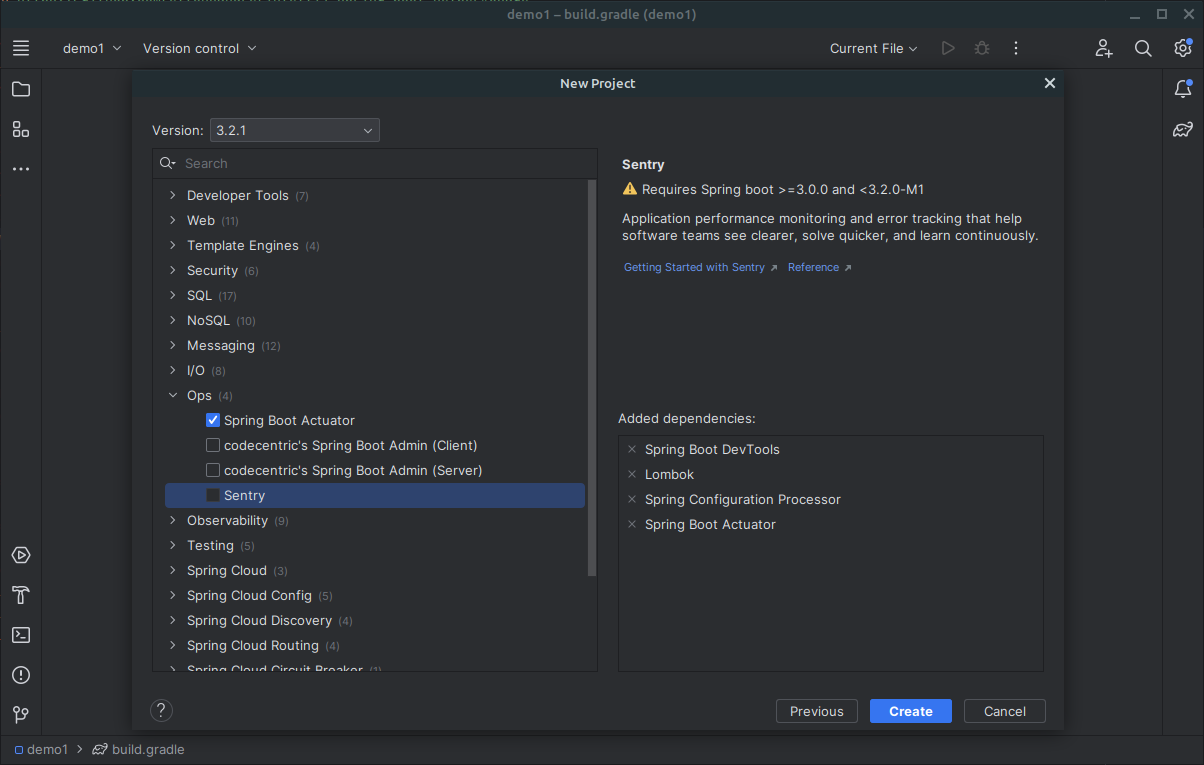 demo1 – build.gradle (demo1)
demo1
Version control
Current File
New Project
Version:
3.2.1
Search
Developer Tools (7)
Web (11)
Template Engines (4)
Security (6)
SQL (17)
NoSQL (10)
Messaging (12)
I/O (8)
Ops (4)
Spring Boot Actuator
codecentric's Spring Boot Admin (Client)
codecentric's Spring Boot Admin (Server)
Sentry
Observability (9)
Testing (5)
Spring Cloud (3)
Spring Cloud Config (5)
Spring Cloud Discovery (4)
Spring Cloud Routing (4)
Spring Cloud Circuit Breaker (1)
Sentry
Requires Spring boot >=3.0.0 and <3.2.0-M1
Application performance monitoring and error tracking that help
software teams see clearer, solve quicker, and learn continuously.
Getting Started with Sentry ↗ Reference ↗
Added dependencies:
Spring Boot DevTools
Lombok
Spring Configuration Processor
Spring Boot Actuator
?
Previous
Create
Cancel
demo1 > build.gradle